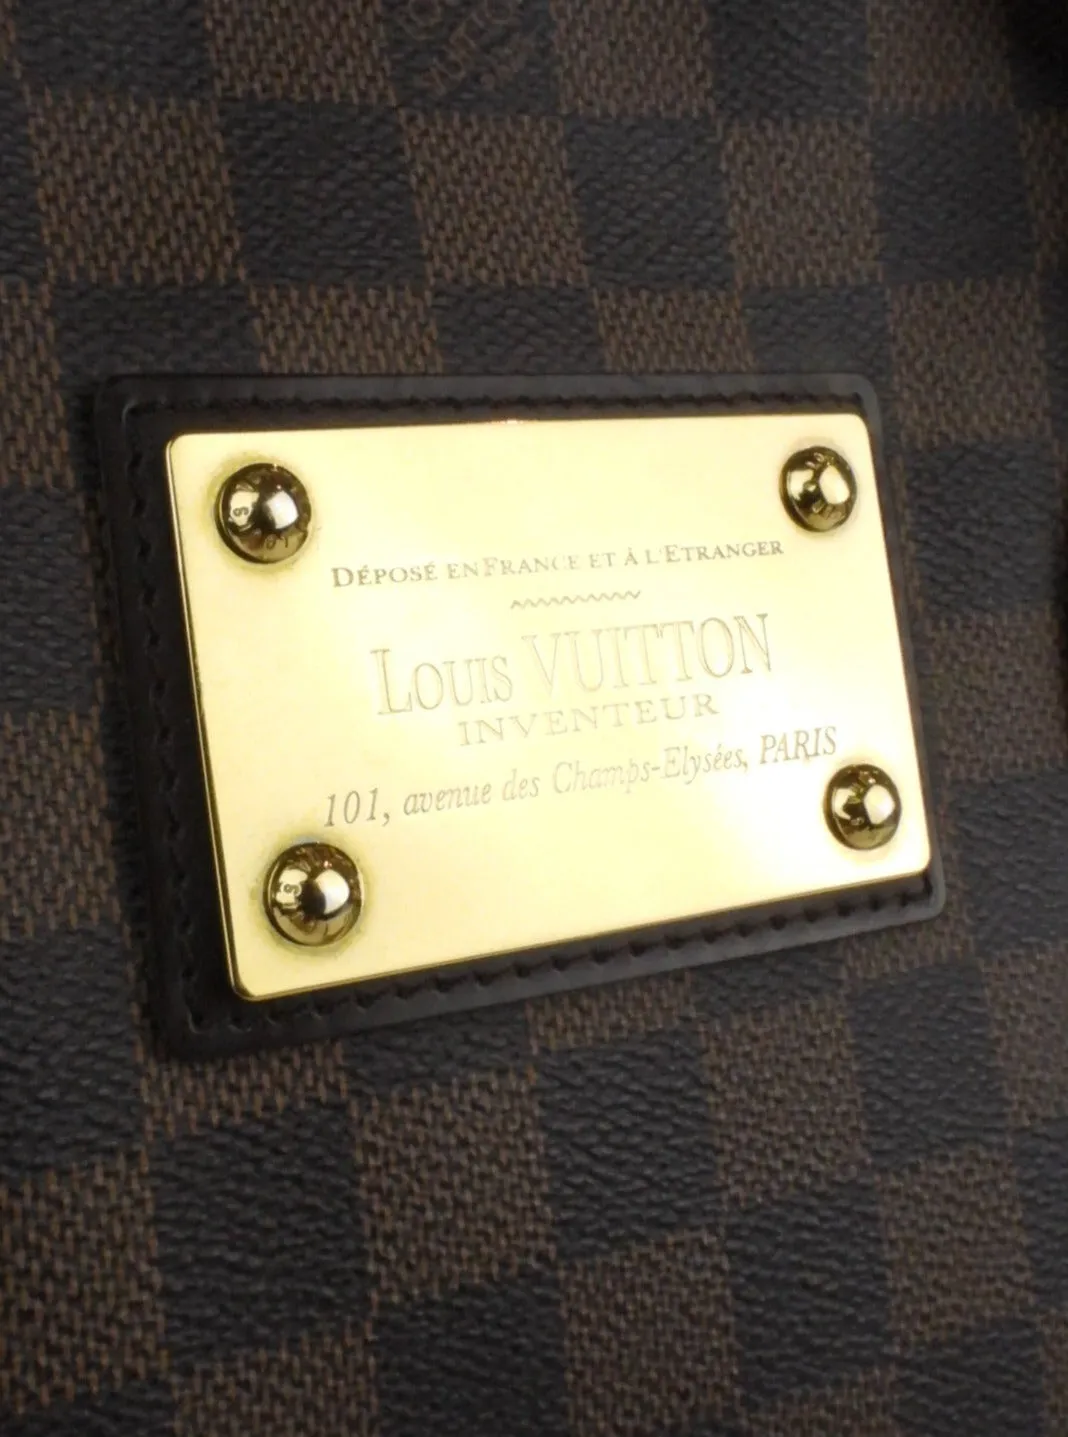 DÉPOSÉ EN FRANCE ET À L'ETRANGER
LOUIS VUITTON
INVENTEUR
101, avenue des Champs-Elysées, PARIS